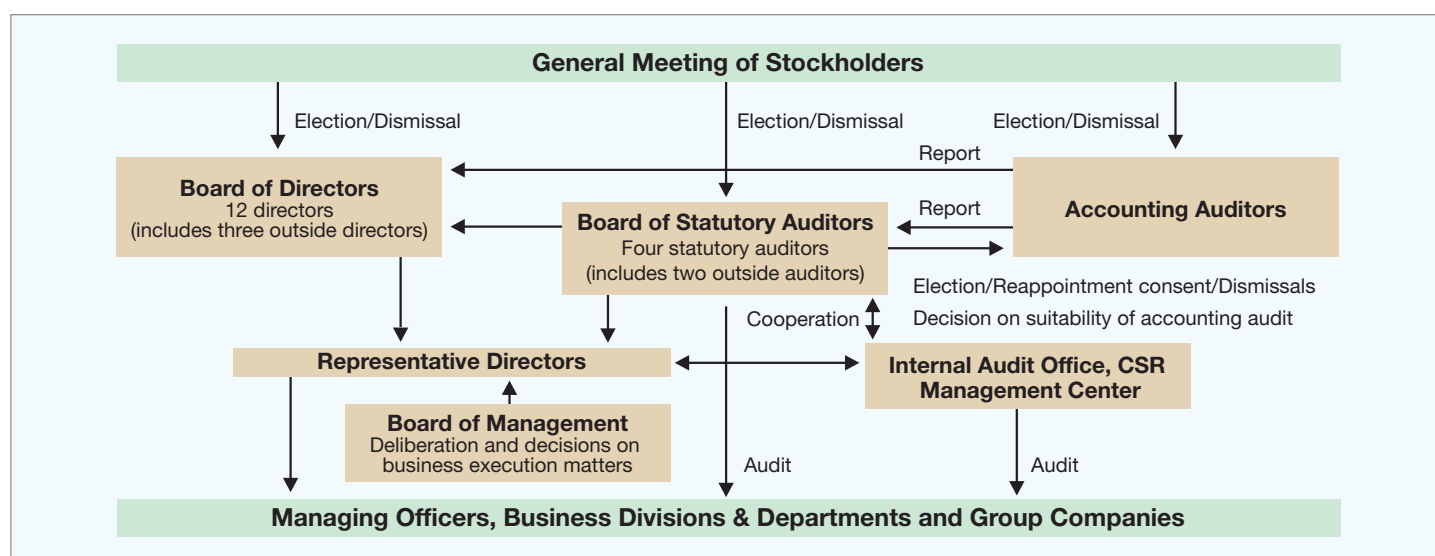 General Meeting of Stockholders
Election/Dismissal
Election/Dismissal
Election/Dismissal
Report
Board of Directors
12 directors
(includes three outside directors)
Board of Statutory Auditors
Four statutory auditors
(includes two outside auditors)
Report
Accounting Auditors
Election/Reappointment consent/Dismissals
Decision on suitability of accounting audit
Cooperation
Representative Directors
Internal Audit Office, CSR
Management Center
Board of Management
Deliberation and decisions on
business execution matters
Audit
Audit
Managing Officers, Business Divisions & Departments and Group Companies